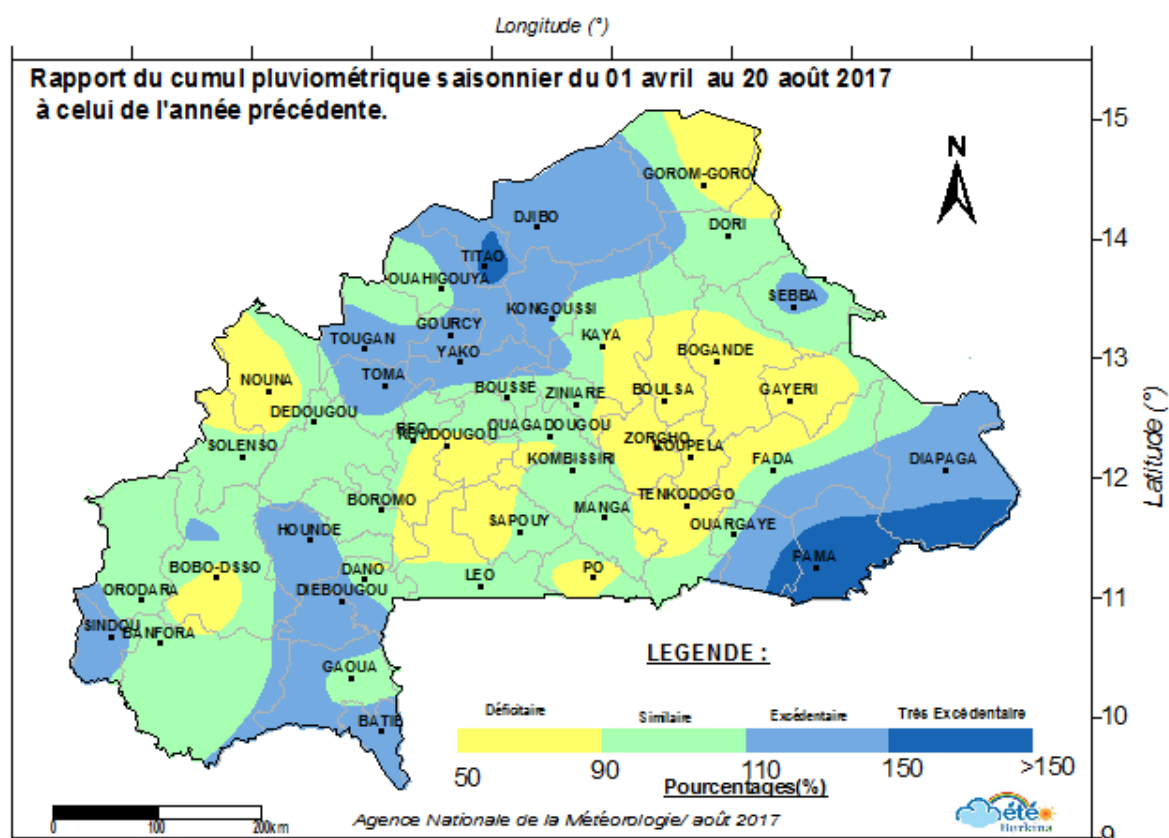 Longitude (°)
Rapport du cumul pluviométrique saisonnier du 01 avril au 20 août 2017
à celui de l'année précédente.
15
N
GOROM-GORO
DJIBO
DORI
14
TITAO
OUAHIGOUYA
SEBBA
KONGOUSSI
GOURCY
TOUGAN
KAYA
YAKO
BOGANDE
13
TOMA
NOUNA
BOUSSE
BOULSA
GAYERI
ZINIARE
DEDOUGOU
OUAGADOUGOU
KOUDOUGOU
ZORGHO
SOLENSO
KOUPELA
KOMBISSIRI
FADA
DIAPAGA
12
TENKODOGO
BOROMO
MANGA
SAPOUY
OUARGAYE
HOUNDE
PAMA
BOBO-DSSO
DANO
LEO
PO
ORODARA
DIEBOUGOU
11
SINDOU
BANFORA
Latitude (°)
GAOUA
LEGENDE :
BATIE
10
Déficitaire
Similaire
Excédentaire
Très Excédentaire
50
90
110
150
>150
Pourcentages(%)
0
100
200km
Agence Nationale de la Météorologie/ août 2017
été
Burkina
9